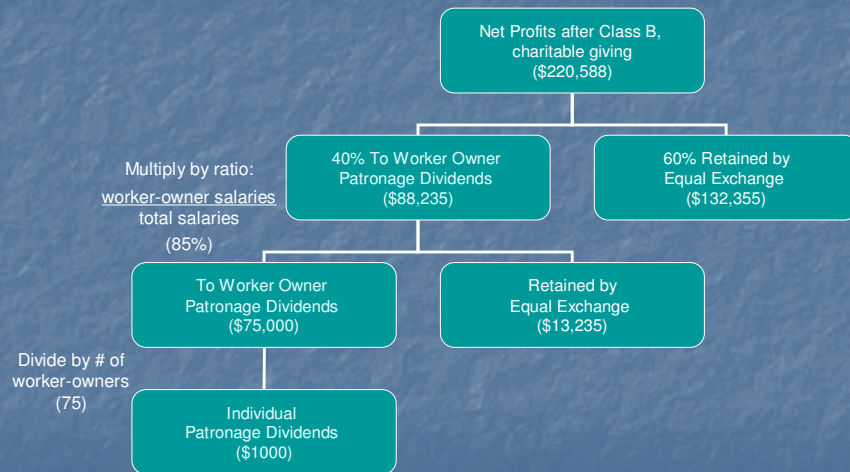 Net Profits after Class B,
charitable giving
($220,588)
Multiply by ratio:
worker-owner salaries
total salaries
(85%)
40% To Worker Owner
Patronage Dividends
($88,235)
60% Retained by
Equal Exchange
($132,355)
To Worker Owner
Patronage Dividends
($75,000)
Retained by
Equal Exchange
($13,235)
Divide by # of
worker-owners
(75)
Individual
Patronage Dividends
($1000)